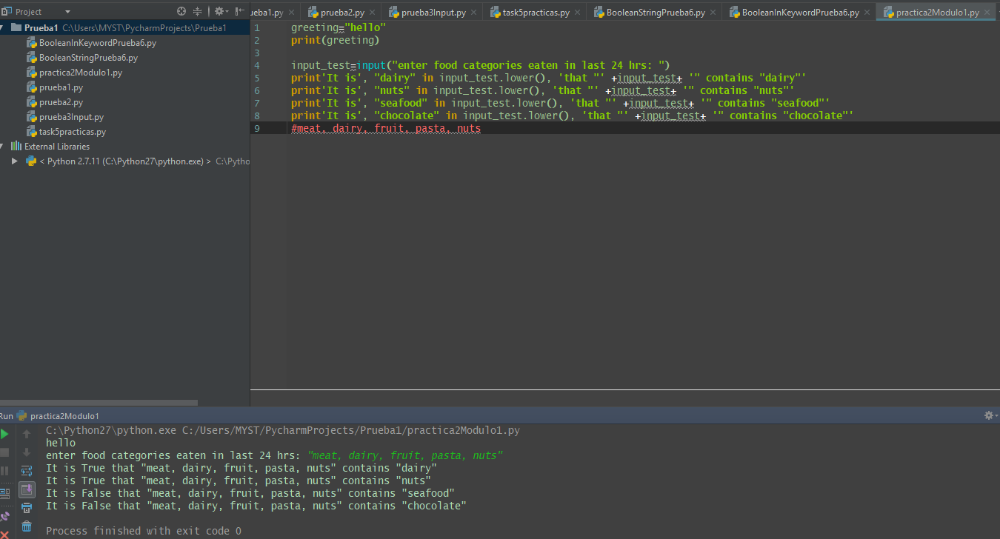 Project
ueba1.py
prueba2.py
prueba3Input.py
task5practicas.py
BooleanStringPrueba6.py
BooleanInKeywordPrueba6.py
practica2Modulo1.py
Prueba1 C:\Users\MYST\PycharmProjects\Prueba1
BooleanInKeywordPrueba6.py
BooleanStringPrueba6.py
practica2Modulo1.py
prueba1.py
prueba2.py
prueba3Input.py
task5practicas.py
External Libraries
< Python 2.7.11 (C:\Python27\python.exe) > C:\Pytho
1 greeting="hello"
2 print(greeting)
3
4 input_test=input("enter food categories eaten in last 24 hrs: ")
5 print'It is', "dairy" in input_test.lower(), 'that "' +input_test+ '" contains "dairy"'
6 print'It is', "nuts" in input_test.lower(), 'that "' +input_test+ '" contains "nuts"'
7 print'It is', "seafood" in input_test.lower(), 'that "' +input_test+ '" contains "seafood"'
8 print'It is', "chocolate" in input_test.lower(), 'that "' +input_test+ '" contains "chocolate"'
9 #meat, dairy, fruit, pasta, nuts
Run practica2Modulo1
C:\Python27\python.exe C:/Users/MYST/PycharmProjects/Prueba1/practica2Modulo1.py
hello
enter food categories eaten in last 24 hrs: "meat, dairy, fruit, pasta, nuts"
It is True that "meat, dairy, fruit, pasta, nuts" contains "dairy"
It is True that "meat, dairy, fruit, pasta, nuts" contains "nuts"
It is False that "meat, dairy, fruit, pasta, nuts" contains "seafood"
It is False that "meat, dairy, fruit, pasta, nuts" contains "chocolate"
Process finished with exit code 0